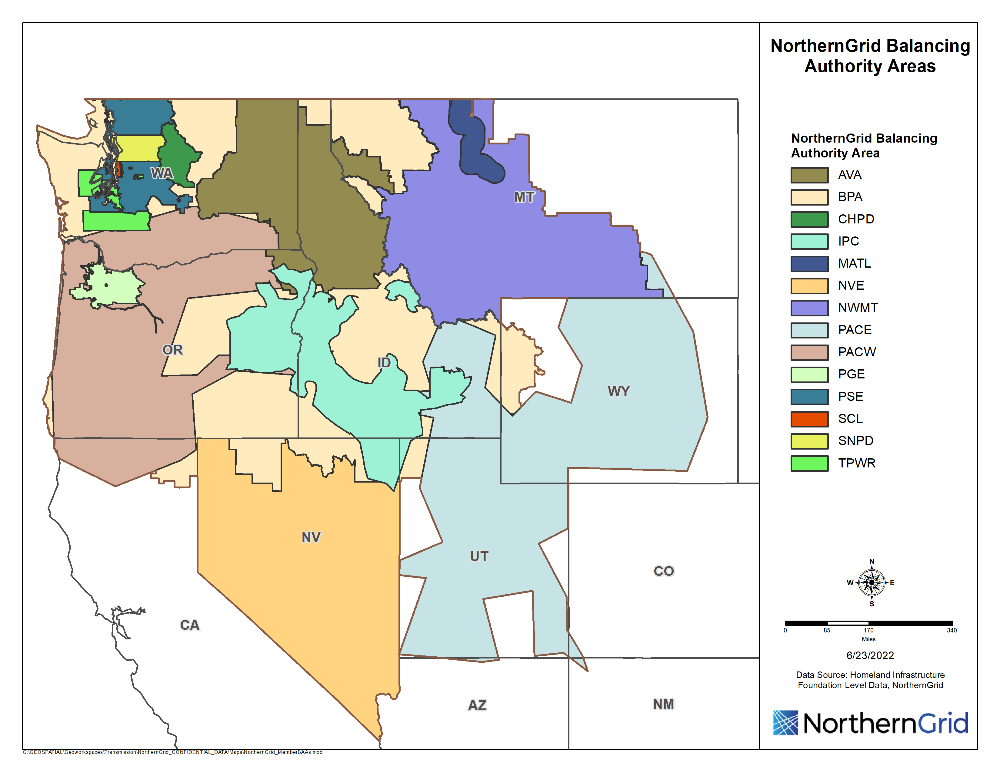 NorthernGrid Balancing
Authority Areas
NorthernGrid Balancing
Authority Area
AVA
BPA
CHPD
IPC
MATL
NVE
NWMT
PACE
PACW
PGE
PSE
SCL
SNPD
TPWR
WA
MT
OR
ID
WY
NV
UT
CO
CA
AZ
NM
N
W E
S
0 85 170 340
Miles
6/23/2022
Data Source: Homeland Infrastructure
Foundation-Level Data, NorthernGrid
NorthernGrid
G:\GEOSPATIAL\Geoworkspaces\Transmission\NorthernGrid_CONFIDENTIAL_DATA\Maps\NorthernGrid_MemberBAAs.mxd